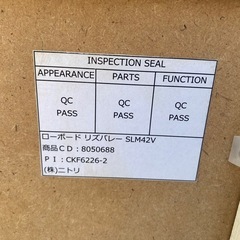 INSPECTION SEAL
APPEARANCE PARTS FUNCTION
QC PASS QC PASS QC PASS
ローボード リズバレー SLM42V
商品CD:8050688
PI:CKF6226-2
(株)ニトリ